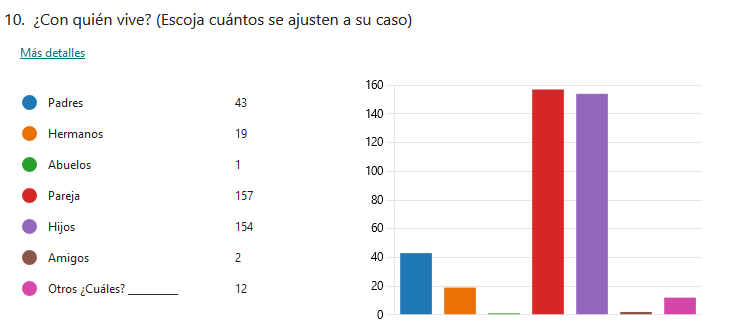 10. ¿Con quién vive? (Escoja cuántos se ajusten a su caso)
Más detalles
Padres 43
Hermanos 19
Abuelos 1
Pareja 157
Hijos 154
Amigos 2
Otros ¿Cuáles? _________ 12
160
140
120
100
80
60
40
20
0